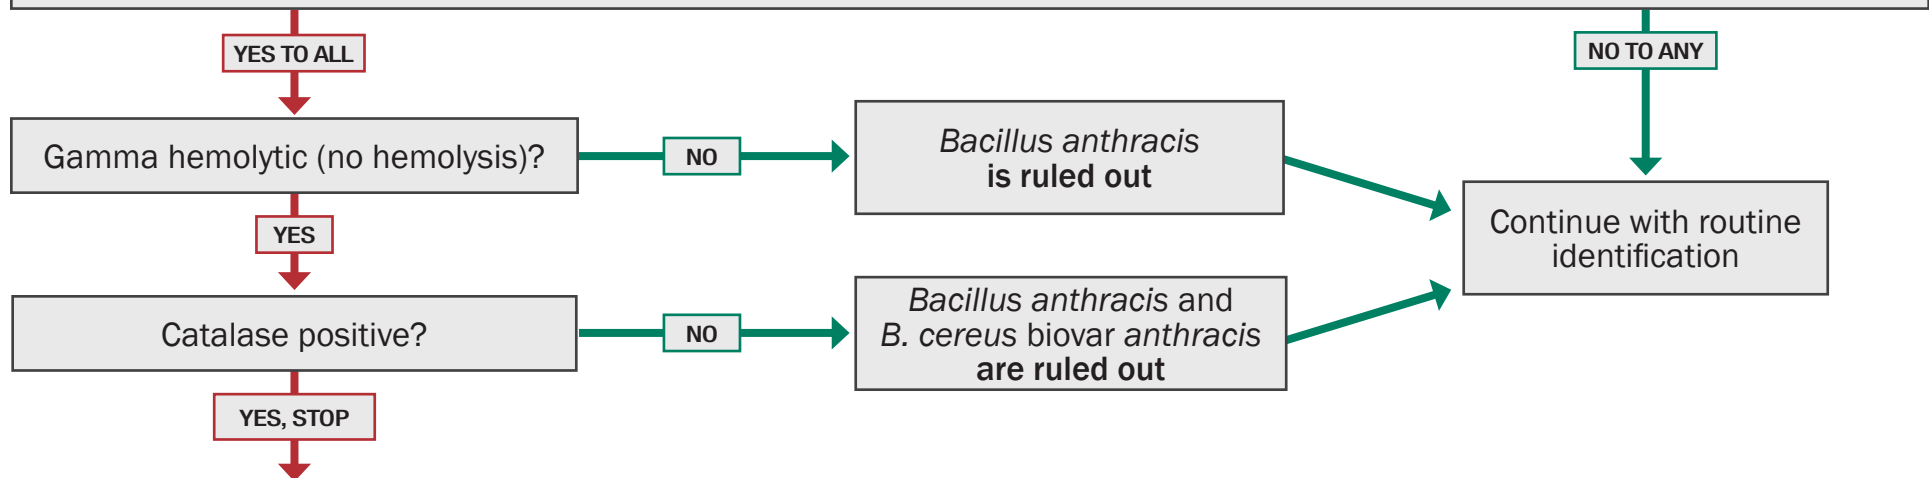 YES TO ALL
NO TO ANY
Gamma hemolytic (no hemolysis)?
NO
Bacillus anthracis
is ruled out
YES
Continue with routine
identification
Catalase positive?
NO
Bacillus anthracis and
B. cereus biovar anthracis
are ruled out
YES, STOP